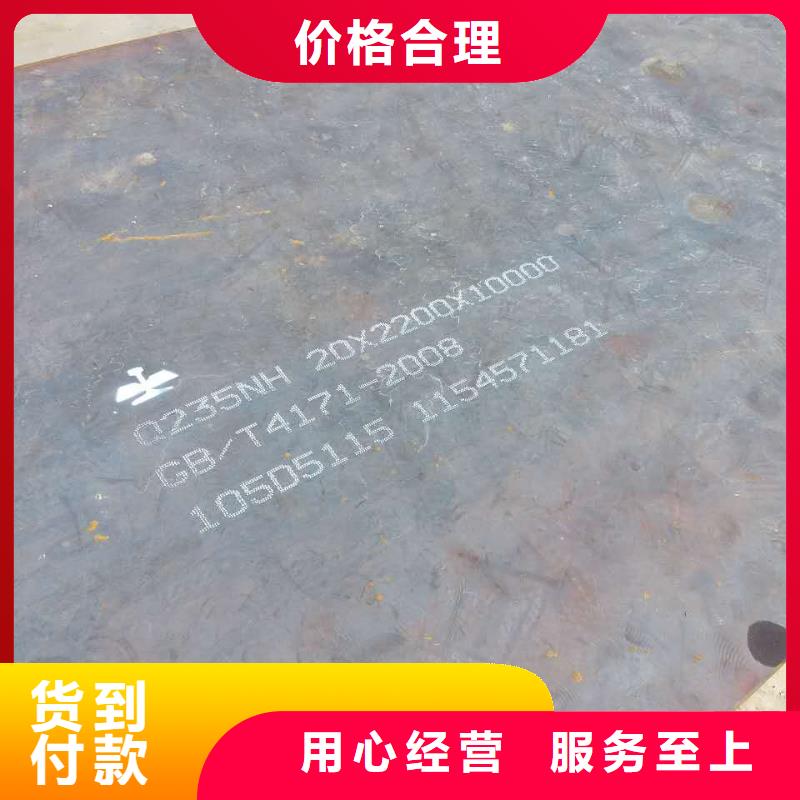 价格合理
Q235NH 20X2200X10000
GB/T4171-2008
105D5115 1154571181
货到
付款
用心经营 服务至上